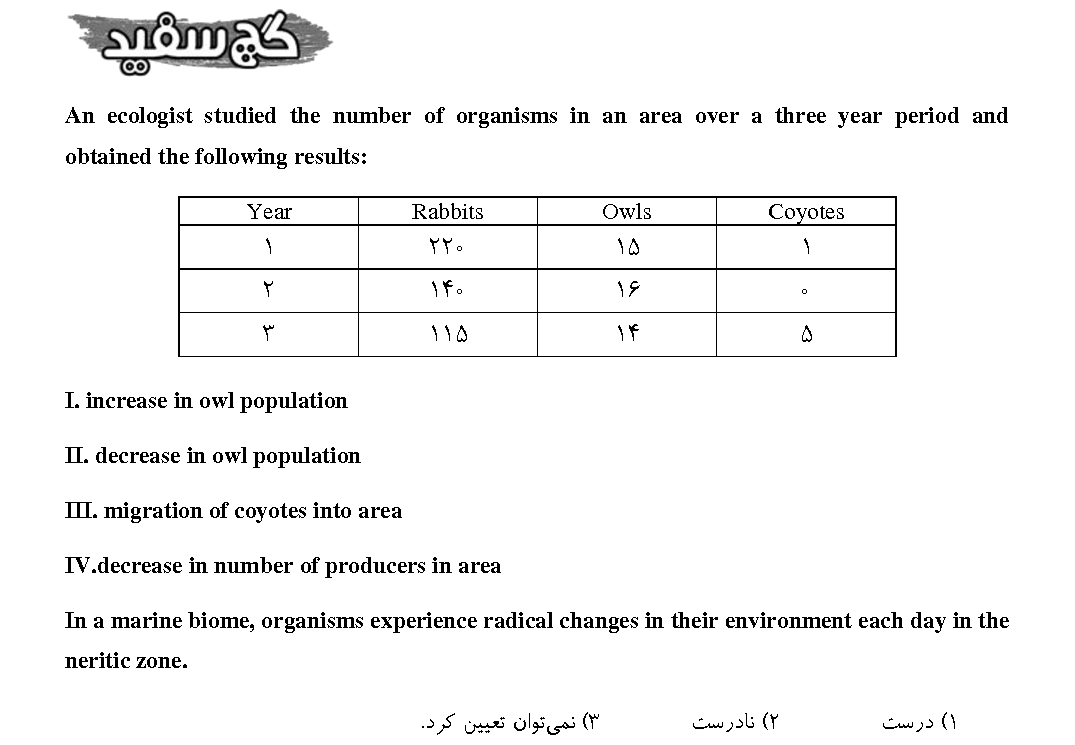 گچ سفید
An ecologist studied the number of organisms in an area over a three year period and
obtained the following results:
Year Rabbits Owls Coyotes
۱ ۲۲۰ ۱۵ ۱
۲ ۱۴۰ ۱۶ ۰
۳ ۱۱۵ ۱۴ ۵
I. increase in owl population
II. decrease in owl population
III. migration of coyotes into area
IV.decrease in number of producers in area
In a marine biome, organisms experience radical changes in their environment each day in the
neritic zone.
۱) درست ۲) نادرست ۳) نمی‌توان تعیین کرد.